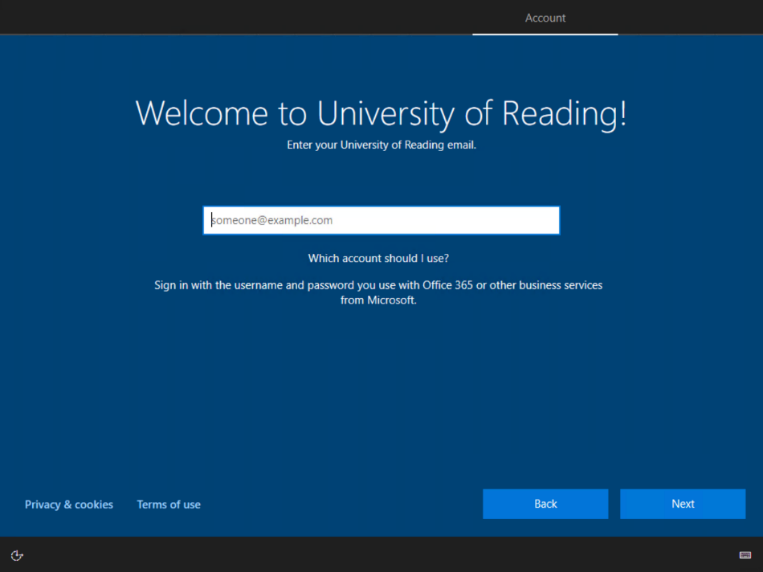 Account
Welcome to University of Reading!
Enter your University of Reading email.
someone@example.com
Which account should I use?
Sign in with the username and password you use with Office 365 or other business services
from Microsoft.
Privacy & cookies
Terms of use
Back
Next